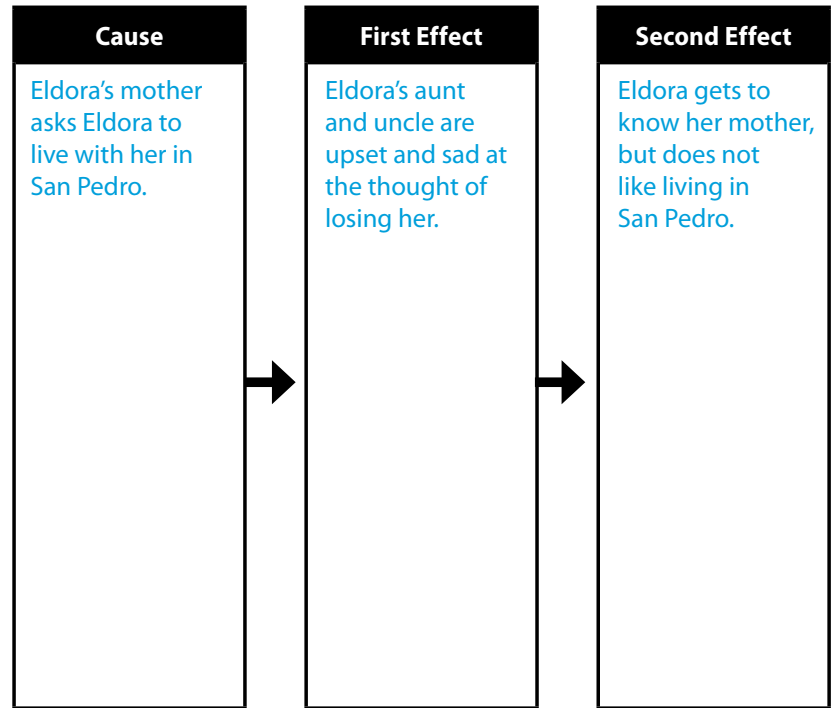 Cause
Eldora’s mother
asks Eldora to
live with her in
San Pedro.
First Effect
Eldora’s aunt
and uncle are
upset and sad at
the thought of
losing her.
Second Effect
Eldora gets to
know her mother,
but does not
like living in
San Pedro.